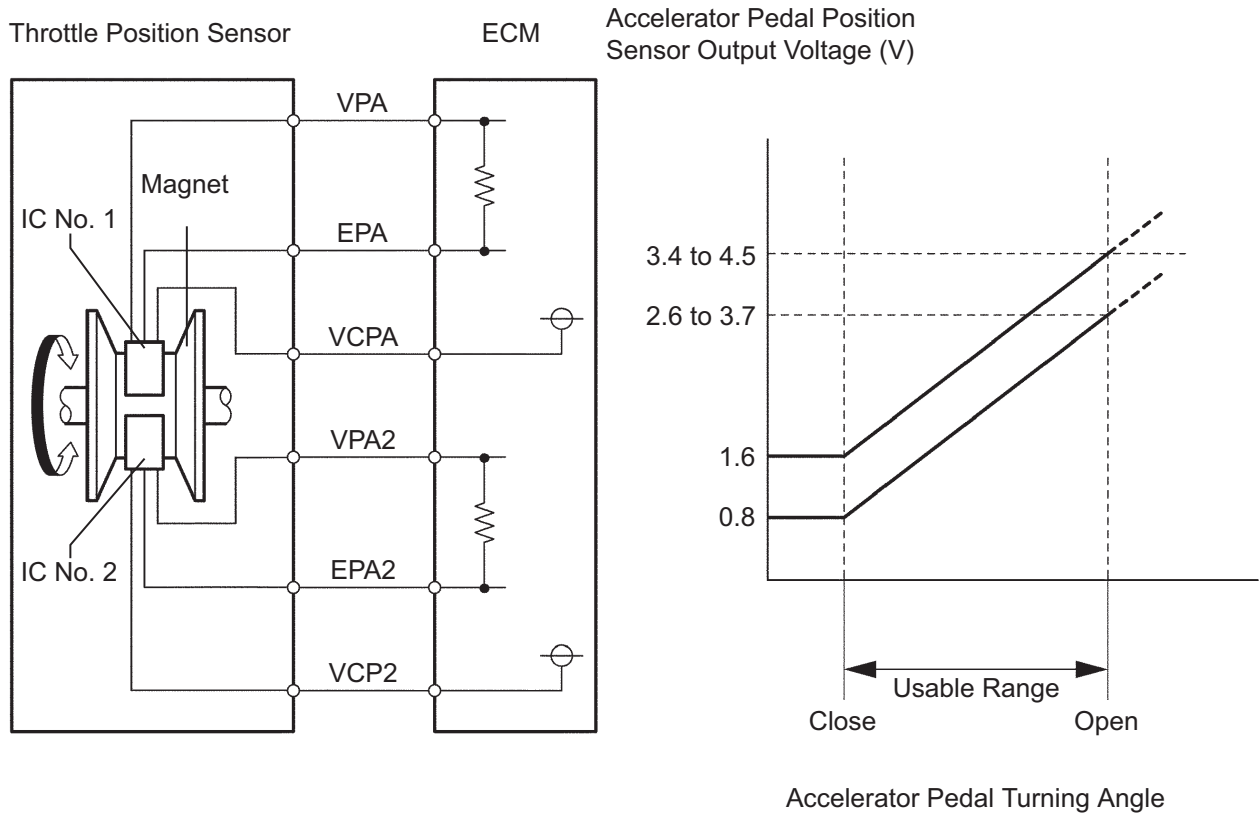 Throttle Position Sensor
ECM
VPA
Magnet
IC No. 1
EPA
VCPA
VPA2
IC No. 2
EPA2
VCP2
Accelerator Pedal Position
Sensor Output Voltage (V)
3.4 to 4.5
2.6 to 3.7
1.6
0.8
Usable Range
Close
Open
Accelerator Pedal Turning Angle